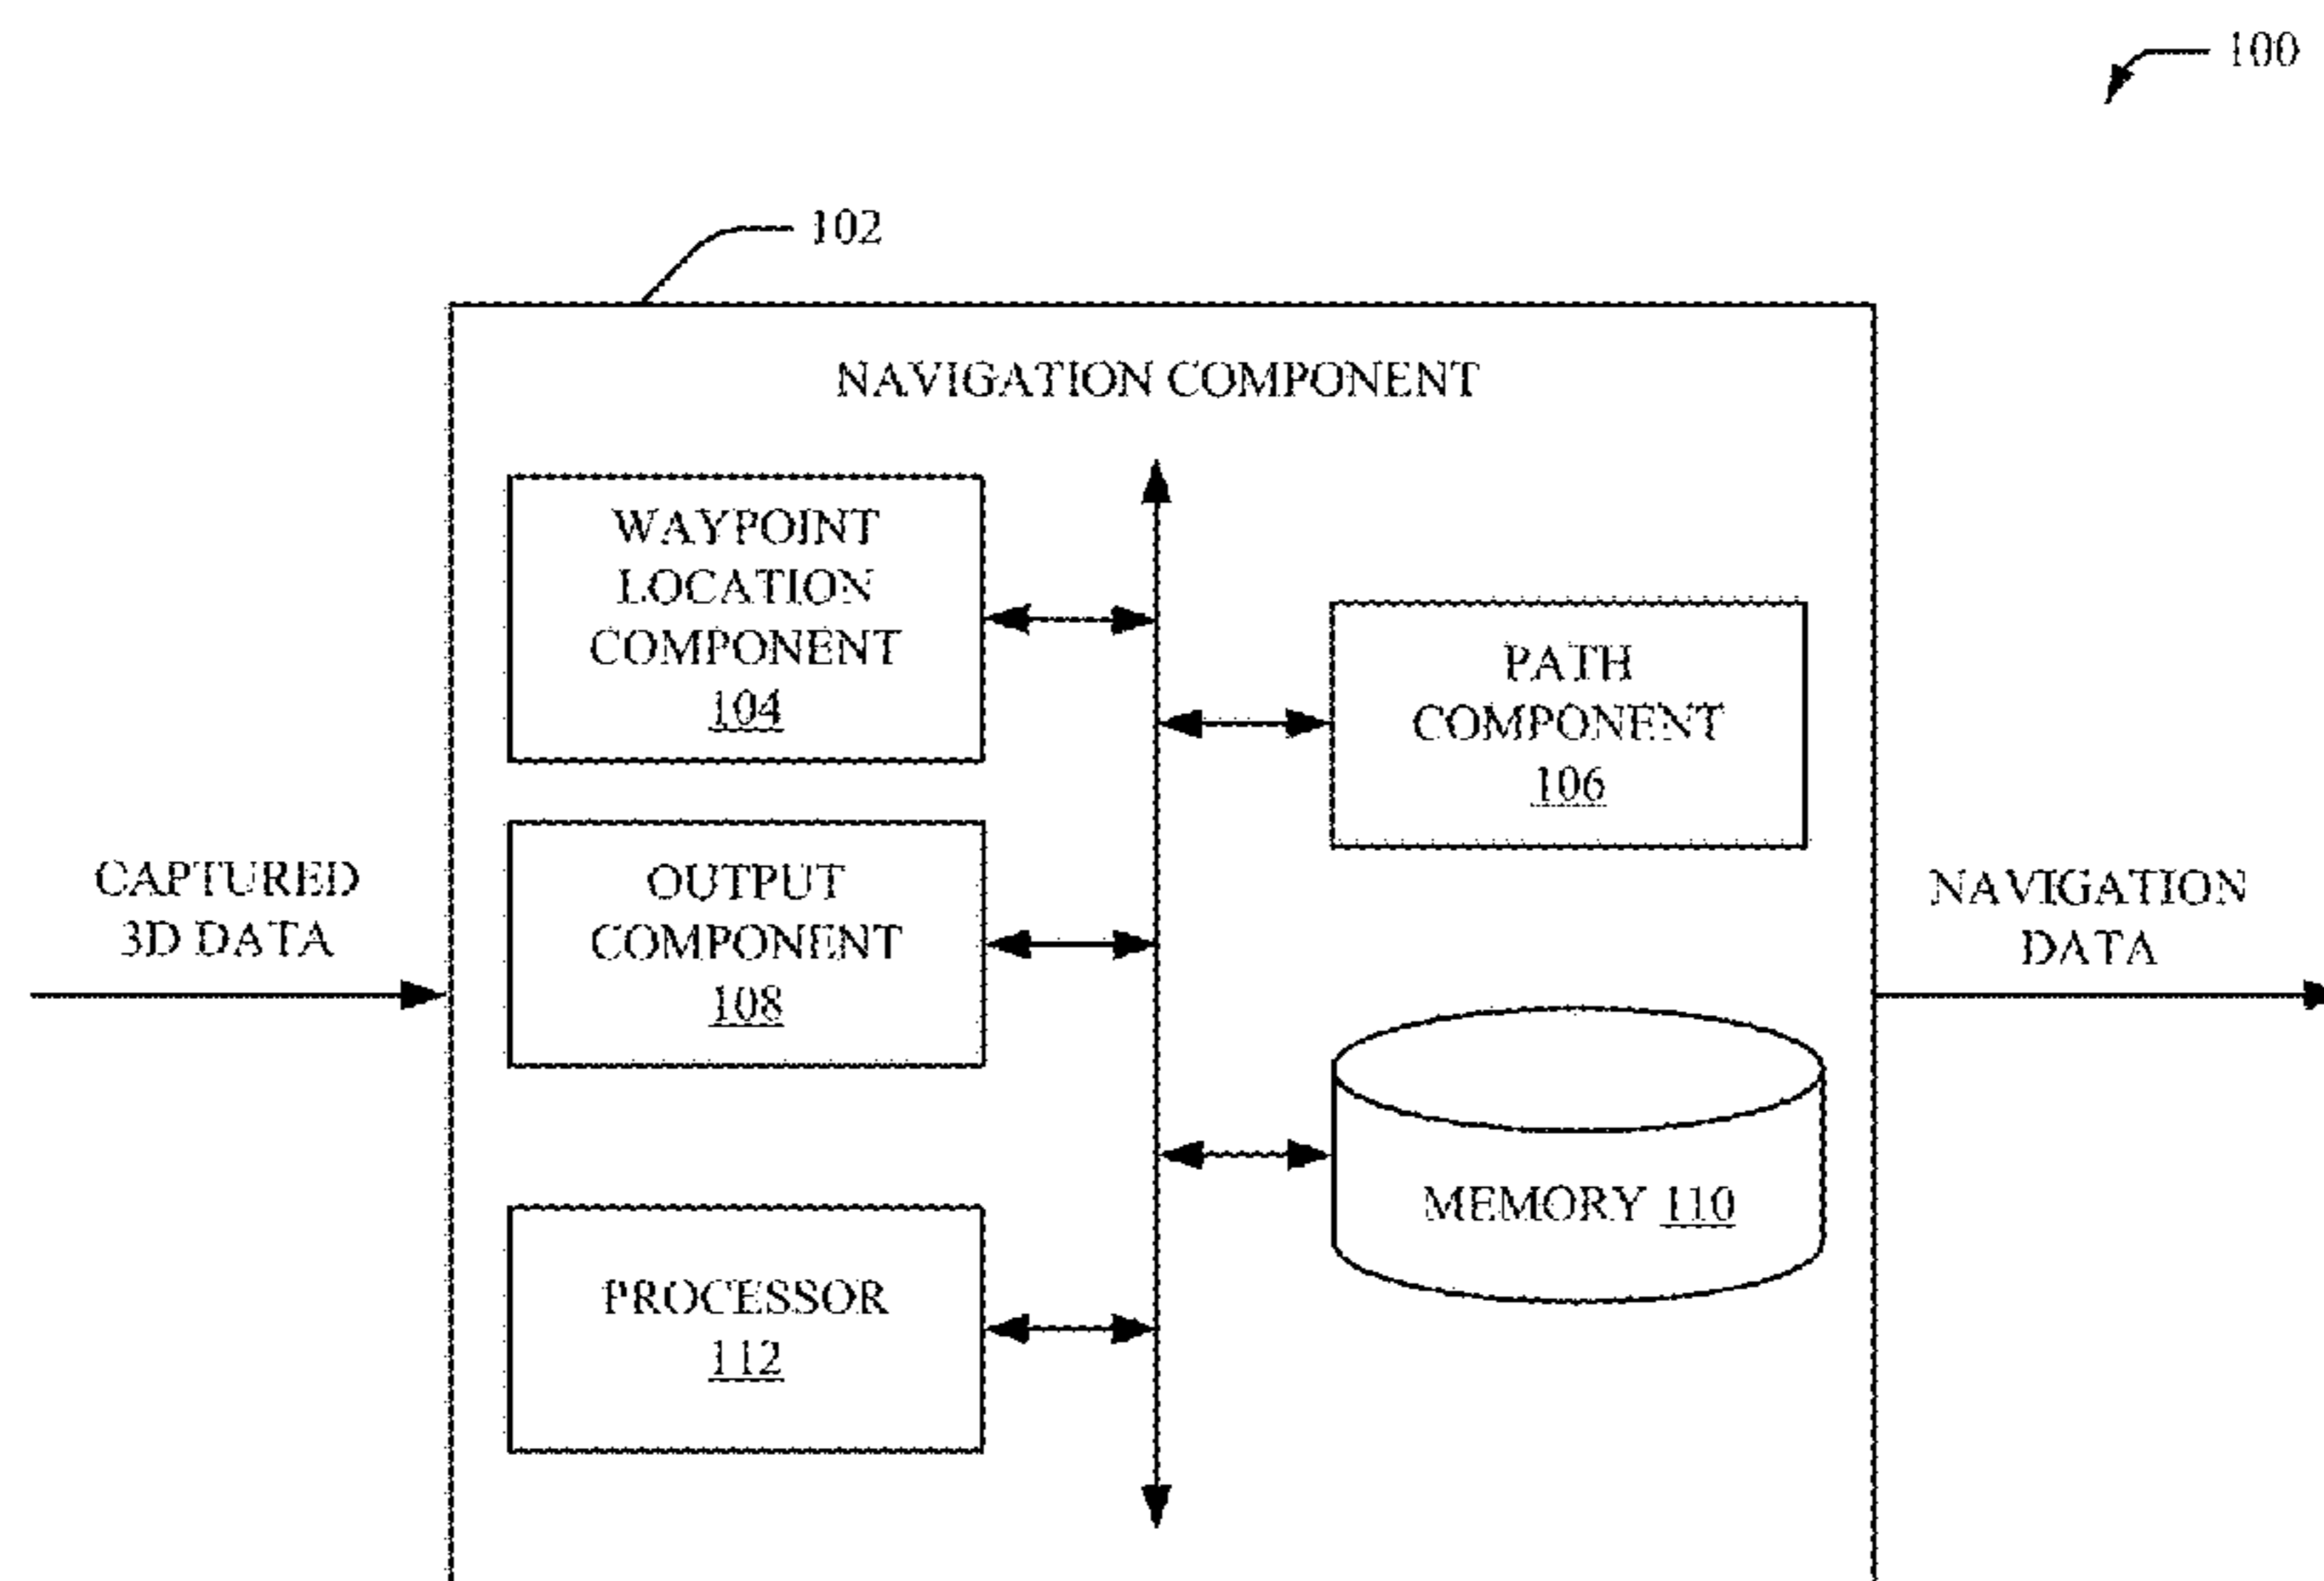 100
102
NAVIGATION COMPONENT
WAYPOINT
LOCATION
COMPONENT
104
PATH
COMPONENT
106
CAPTURED
3D DATA
OUTPUT
COMPONENT
108
NAVIGATION
DATA
MEMORY 110
PROCESSOR
112